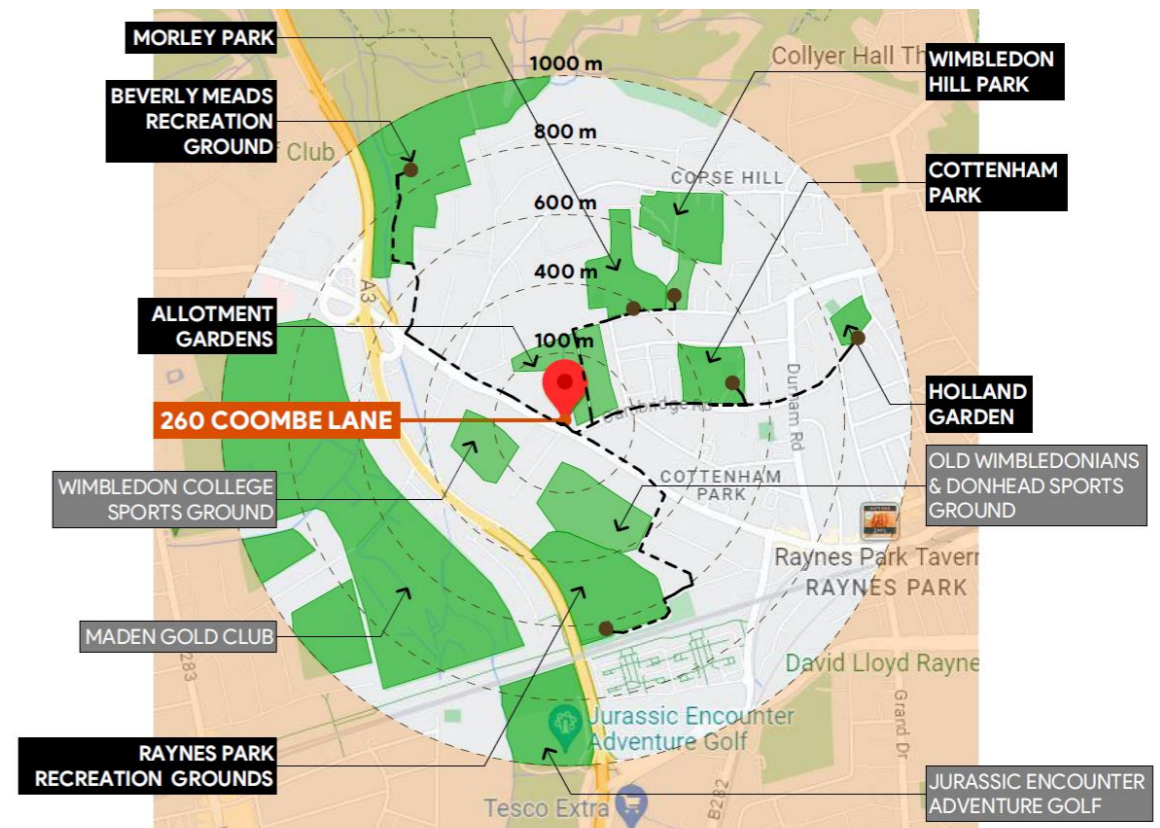 MORLEY PARK
1000 m
Collyer Hall Th
WIMBLEDON
HILL PARK
BEVERLY MEADS
RECREATION
GROUND
f Club
800 m
COPSE HILL
COTTENHAM
PARK
600 m
400 m
A3
ALLOTMENT
GARDENS
100 m
Durham Rd
HOLLAND
GARDEN
260 COOMBE LANE
bridge Rd
WIMBLEDON COLLEGE
SPORTS GROUND
COTTENHAM
PARK
OLD WIMBLEDONIANS
& DONHEAD SPORTS
GROUND
Raynes Park Tavern
RAYNES PARK
MADEN GOLD CLUB
283
David Lloyd Rayne
Grand Dr
Jurassic Encounter
Adventure Golf
RAYNES PARK
RECREATION GROUNDS
B282
JURASSIC ENCOUNTER
ADVENTURE GOLF
Tesco Extra